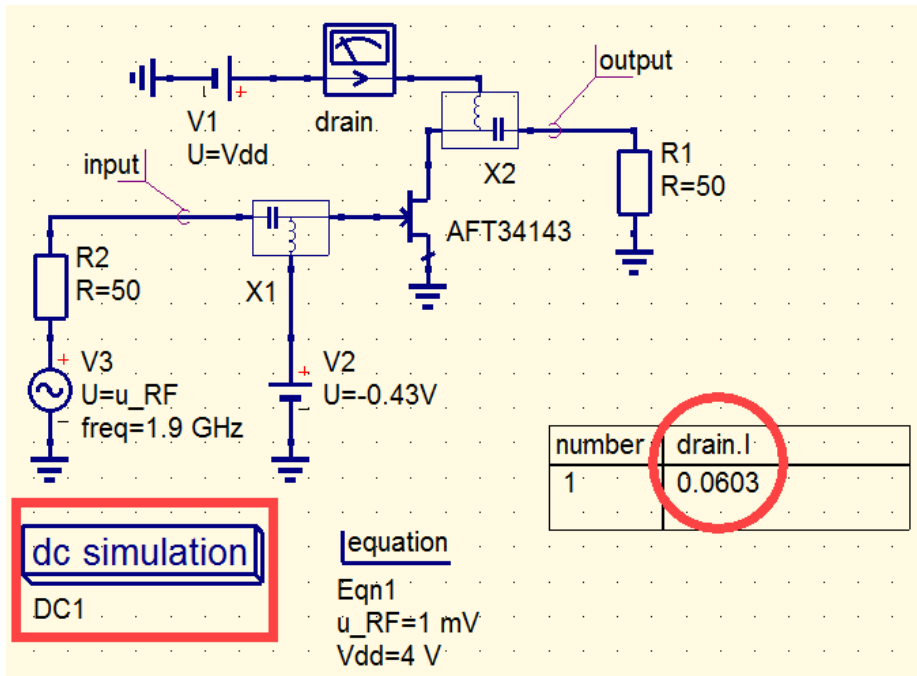 output
V1
U=Vdd
drain
input
X2
R1
R=50
AFT34143
R2
R=50
X1
V3
U=u_RF
freq=1.9 GHz
V2
U=-0.43V
number drain.I
1 0.0603
dc simulation
DC1
equation
Eqn1
u_RF=1 mV
Vdd=4 V